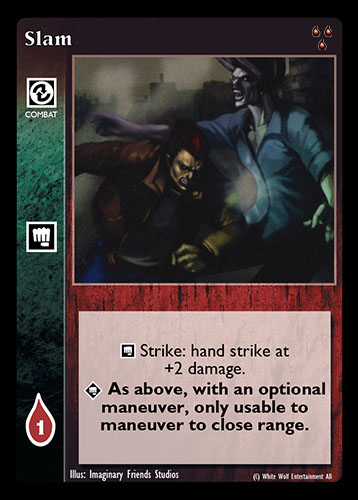 Slam
COMBAT
Strike: hand strike at
+2 damage.
As above, with an optional
maneuver, only usable to
maneuver to close range.
1
Illus: Imaginary Friends Studios
(C) White Wolf Entertainment AB